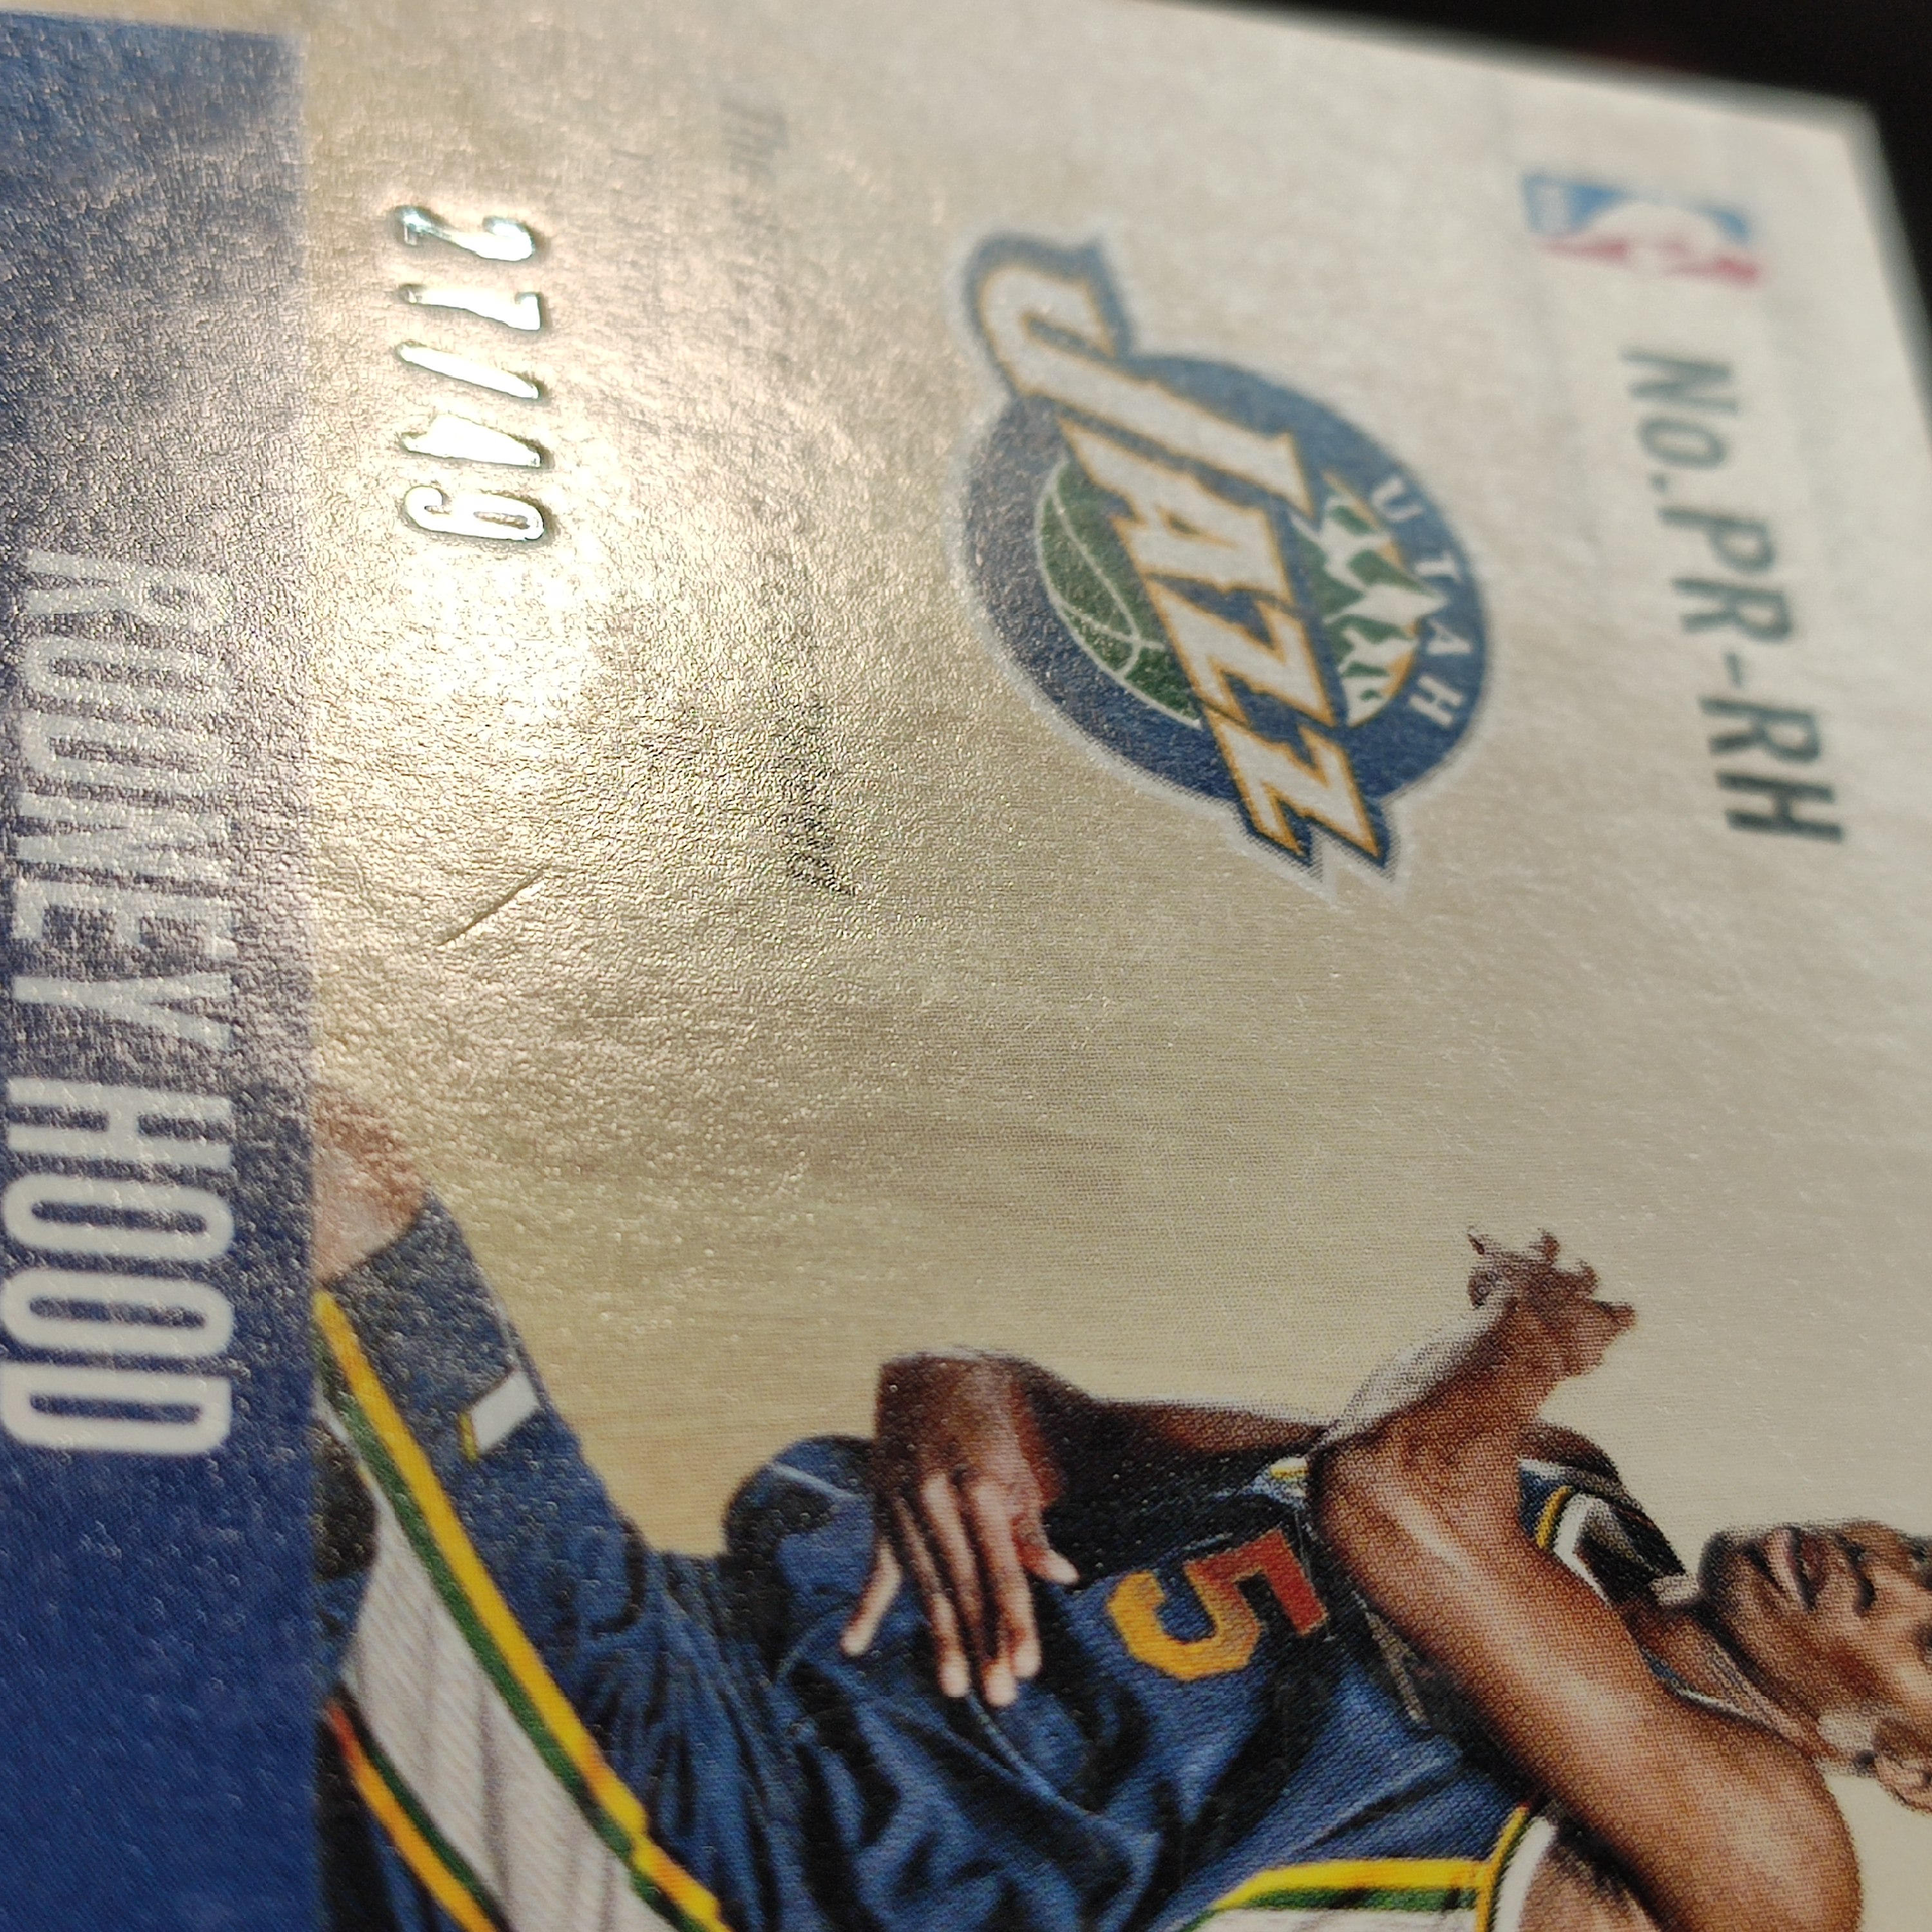 No.PR-RH
UTAH
JAZZ
5
27/49
RODNEY HOOD